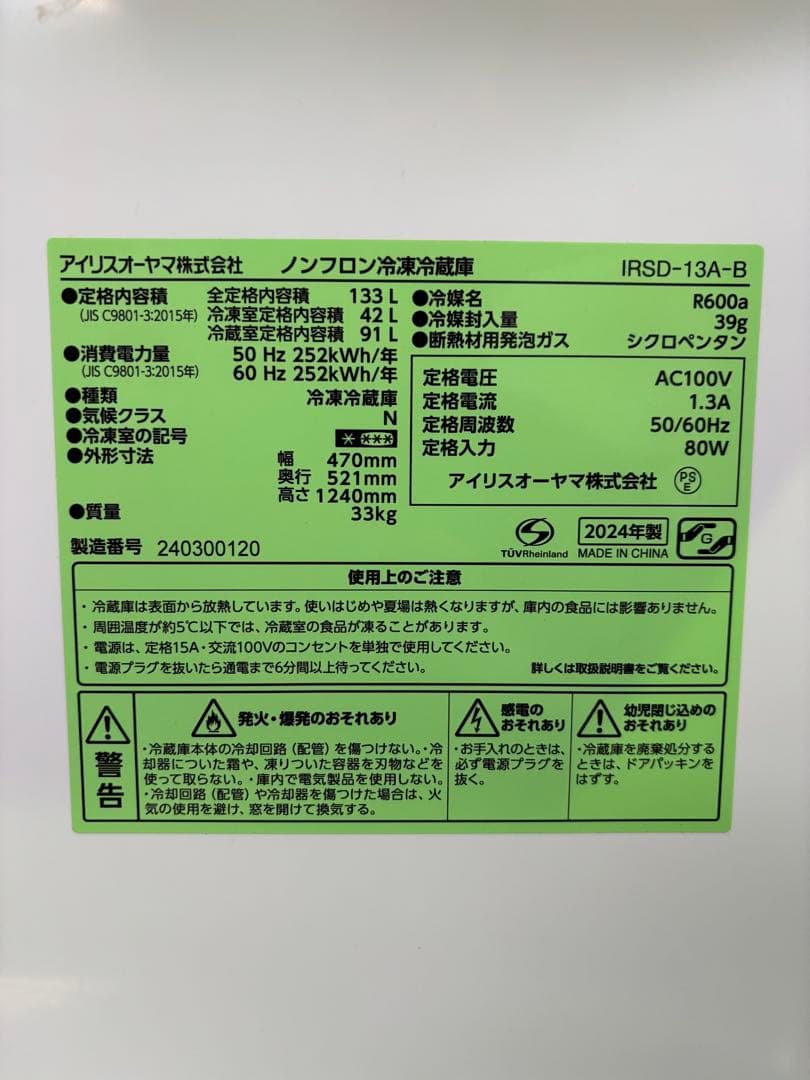 アイリスオーヤマ株式会社 ノンフロン冷凍冷蔵庫 IRSD-13A-B
●定格内容積 全定格内容積 133 L
(JIS C9801-3:2015年) 冷凍室定格内容積 42 L
冷蔵室定格内容積 91 L
●消費電力量 50 Hz 252kWh/年
(JIS C9801-3:2015年) 60 Hz 252kWh/年
●種類 冷凍冷蔵庫
●気候クラス N
●冷凍室の記号
●外形寸法 幅 470mm
奥行 521mm
高さ 1240mm
●質量 33kg
製造番号 240300120
●冷媒名 R600a
●冷媒封入量 39g
●断熱材用発泡ガス シクロペンタン
定格電圧 AC100V
定格電流 1.3A
定格周波数 50/60Hz
定格入力 80W
アイリスオーヤマ株式会社 PSE
TÜVRheinland
2024年製
MADE IN CHINA
G
使用上のご注意
・冷蔵庫は表面から放熱しています。使いはじめや夏場は熱くなりますが、庫内の食品には影響ありません。
・周囲温度が約5℃以下では、冷蔵室の食品が凍ることがあります。
・電源は、定格15A・交流100Vのコンセントを単独で使用してください。
・電源プラグを抜いたら通電まで6分間以上待ってください。 詳しくは取扱説明書をご覧ください。
警告
発火・爆発のおそれあり
・冷蔵庫本体の冷却回路（配管）を傷つけない。・冷
却器についた霜や、凍りついた容器を刃物などを
使って取らない。・庫内で電気製品を使用しない。
・冷却回路（配管）や冷却器を傷つけた場合は、火
気の使用を避け、窓を開けて換気する。
感電の
おそれあり
・お手入れのときは、
必ず電源プラグを
抜く。
幼児閉じ込めの
おそれあり
・冷蔵庫を廃棄処分する
ときは、ドアパッキンを
はずす。